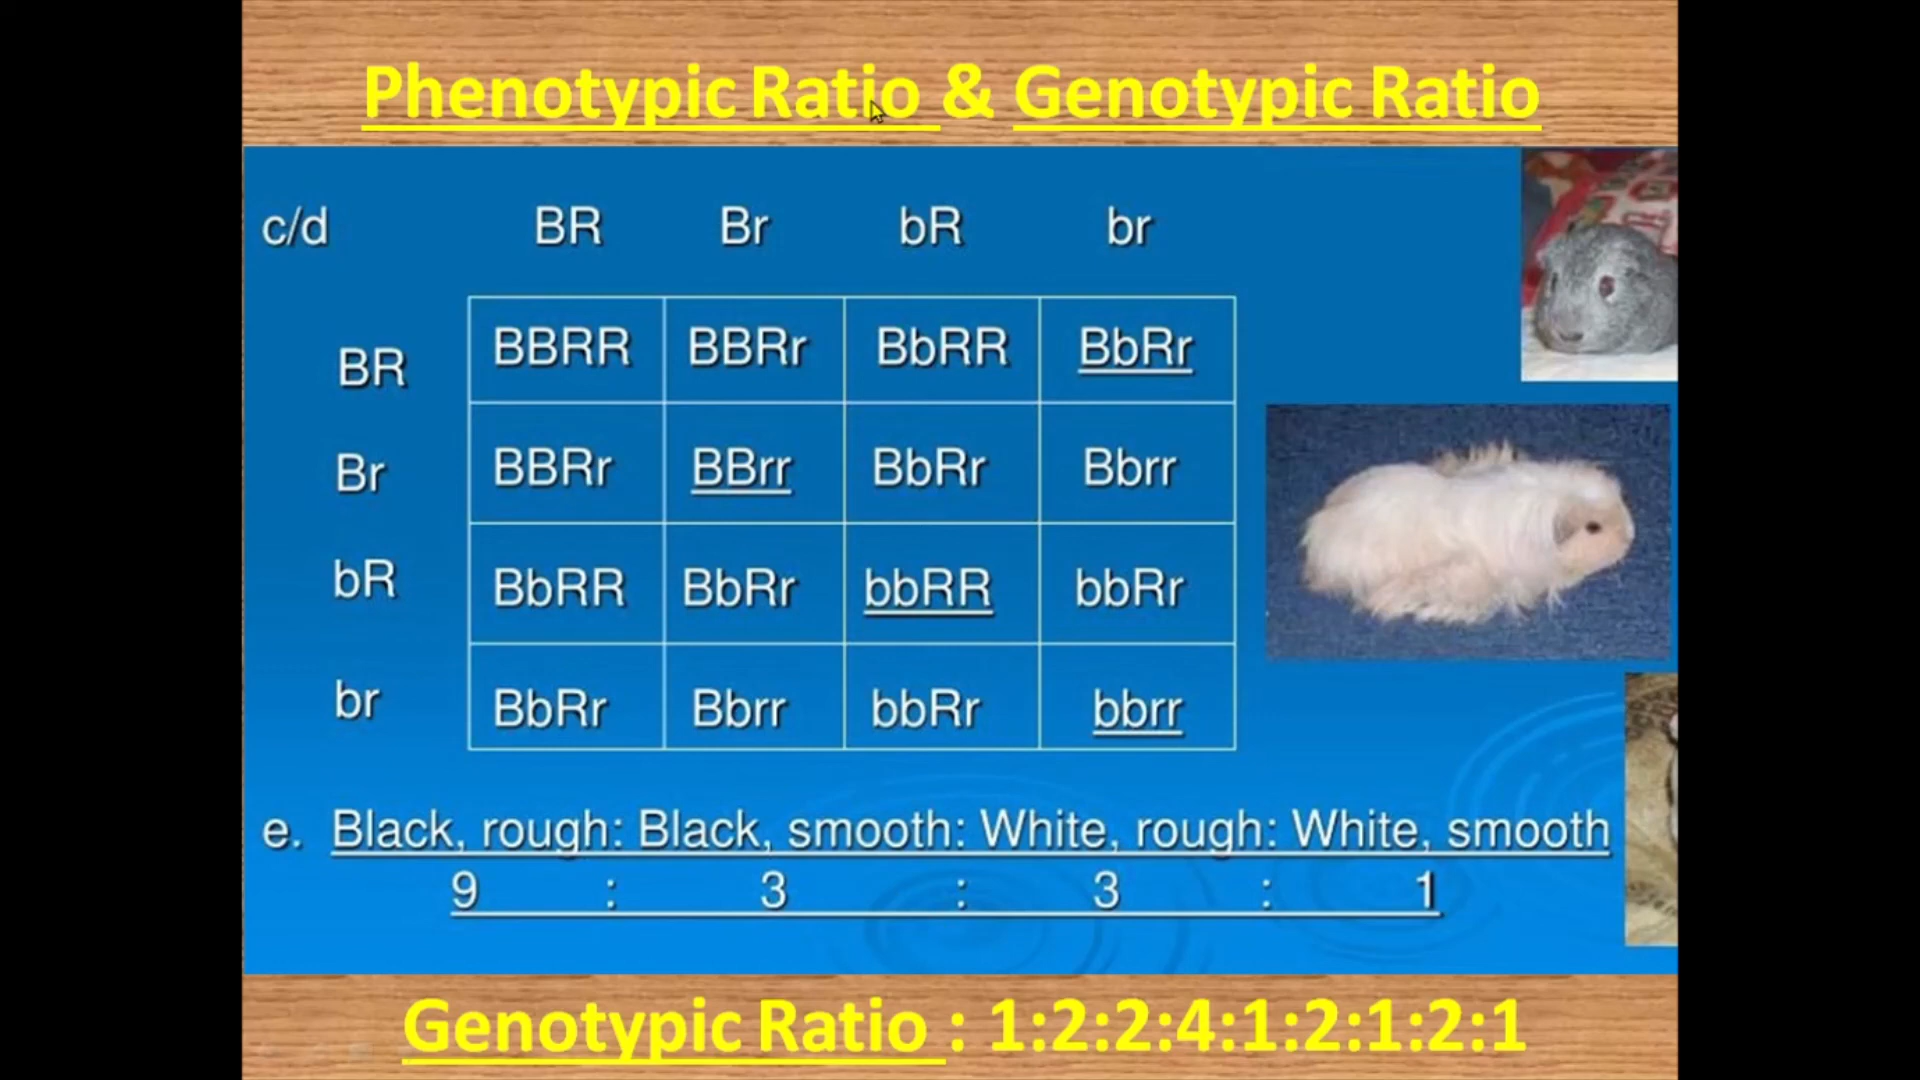 Phenotypic Ratio & Genotypic Ratio
c/d BR Br bR br
BR BBRR BBRr BbRR BbRr
Br BBRr BBrr BbRr Bbrr
bR BbRR BbRr bbRR bbRr
br BbRr Bbrr bbRr bbrr
e. Black, rough: Black, smooth: White, rough: White, smooth
9 : 3 : 3 : 1
Genotypic Ratio : 1:2:2:4:1:2:1:2:1